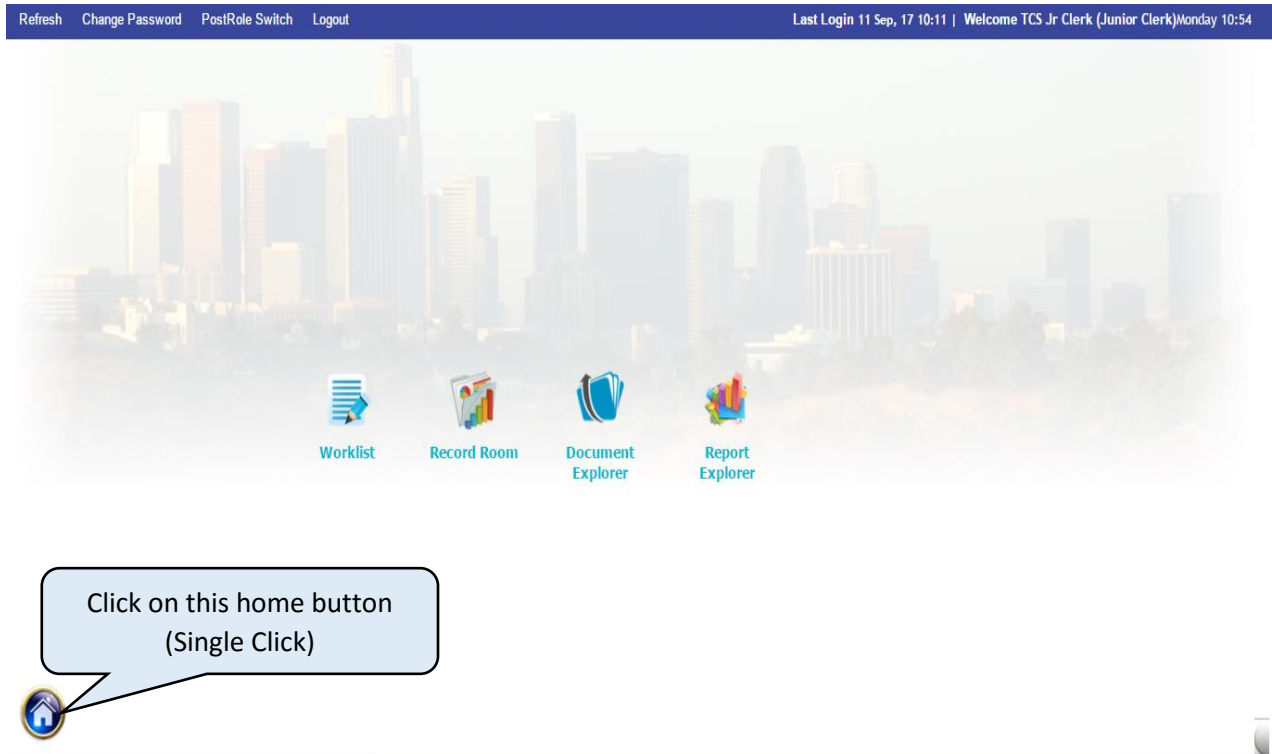 Refresh Change Password PostRole Switch Logout Last Login 11 Sep, 17 10:11 | Welcome TCS Jr Clerk (Junior Clerk)Monday 10:54
Worklist Record Room Document Explorer Report Explorer
Click on this home button
(Single Click)